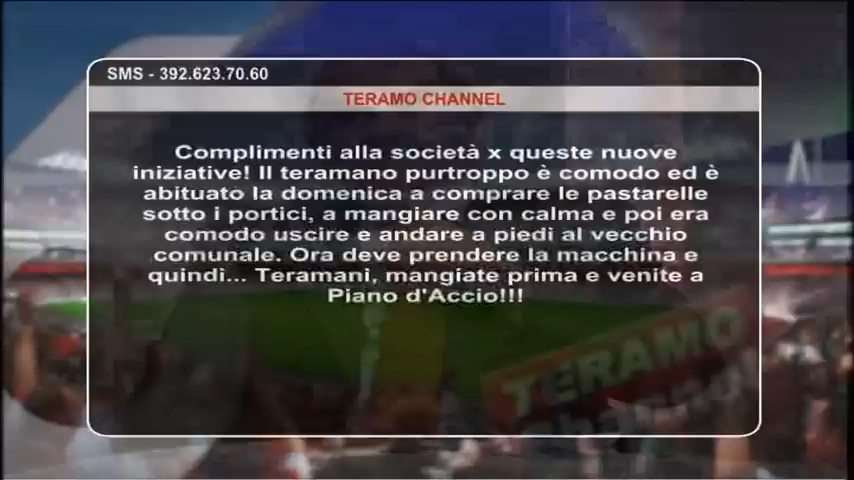 SMS - 392.623.70.60
TERAMO CHANNEL
Complimenti alla società x queste nuove
iniziative! Il teramano purtroppo è comodo ed è
abituato la domenica a comprare le pastarelle
sotto i portici, a mangiare con calma e poi era
comodo uscire e andare a piedi al vecchio
comunale. Ora deve prendere la macchina e
quindi... Teramani, mangiate prima e venite a
Piano d'Accio!!!
TERAMO
channel